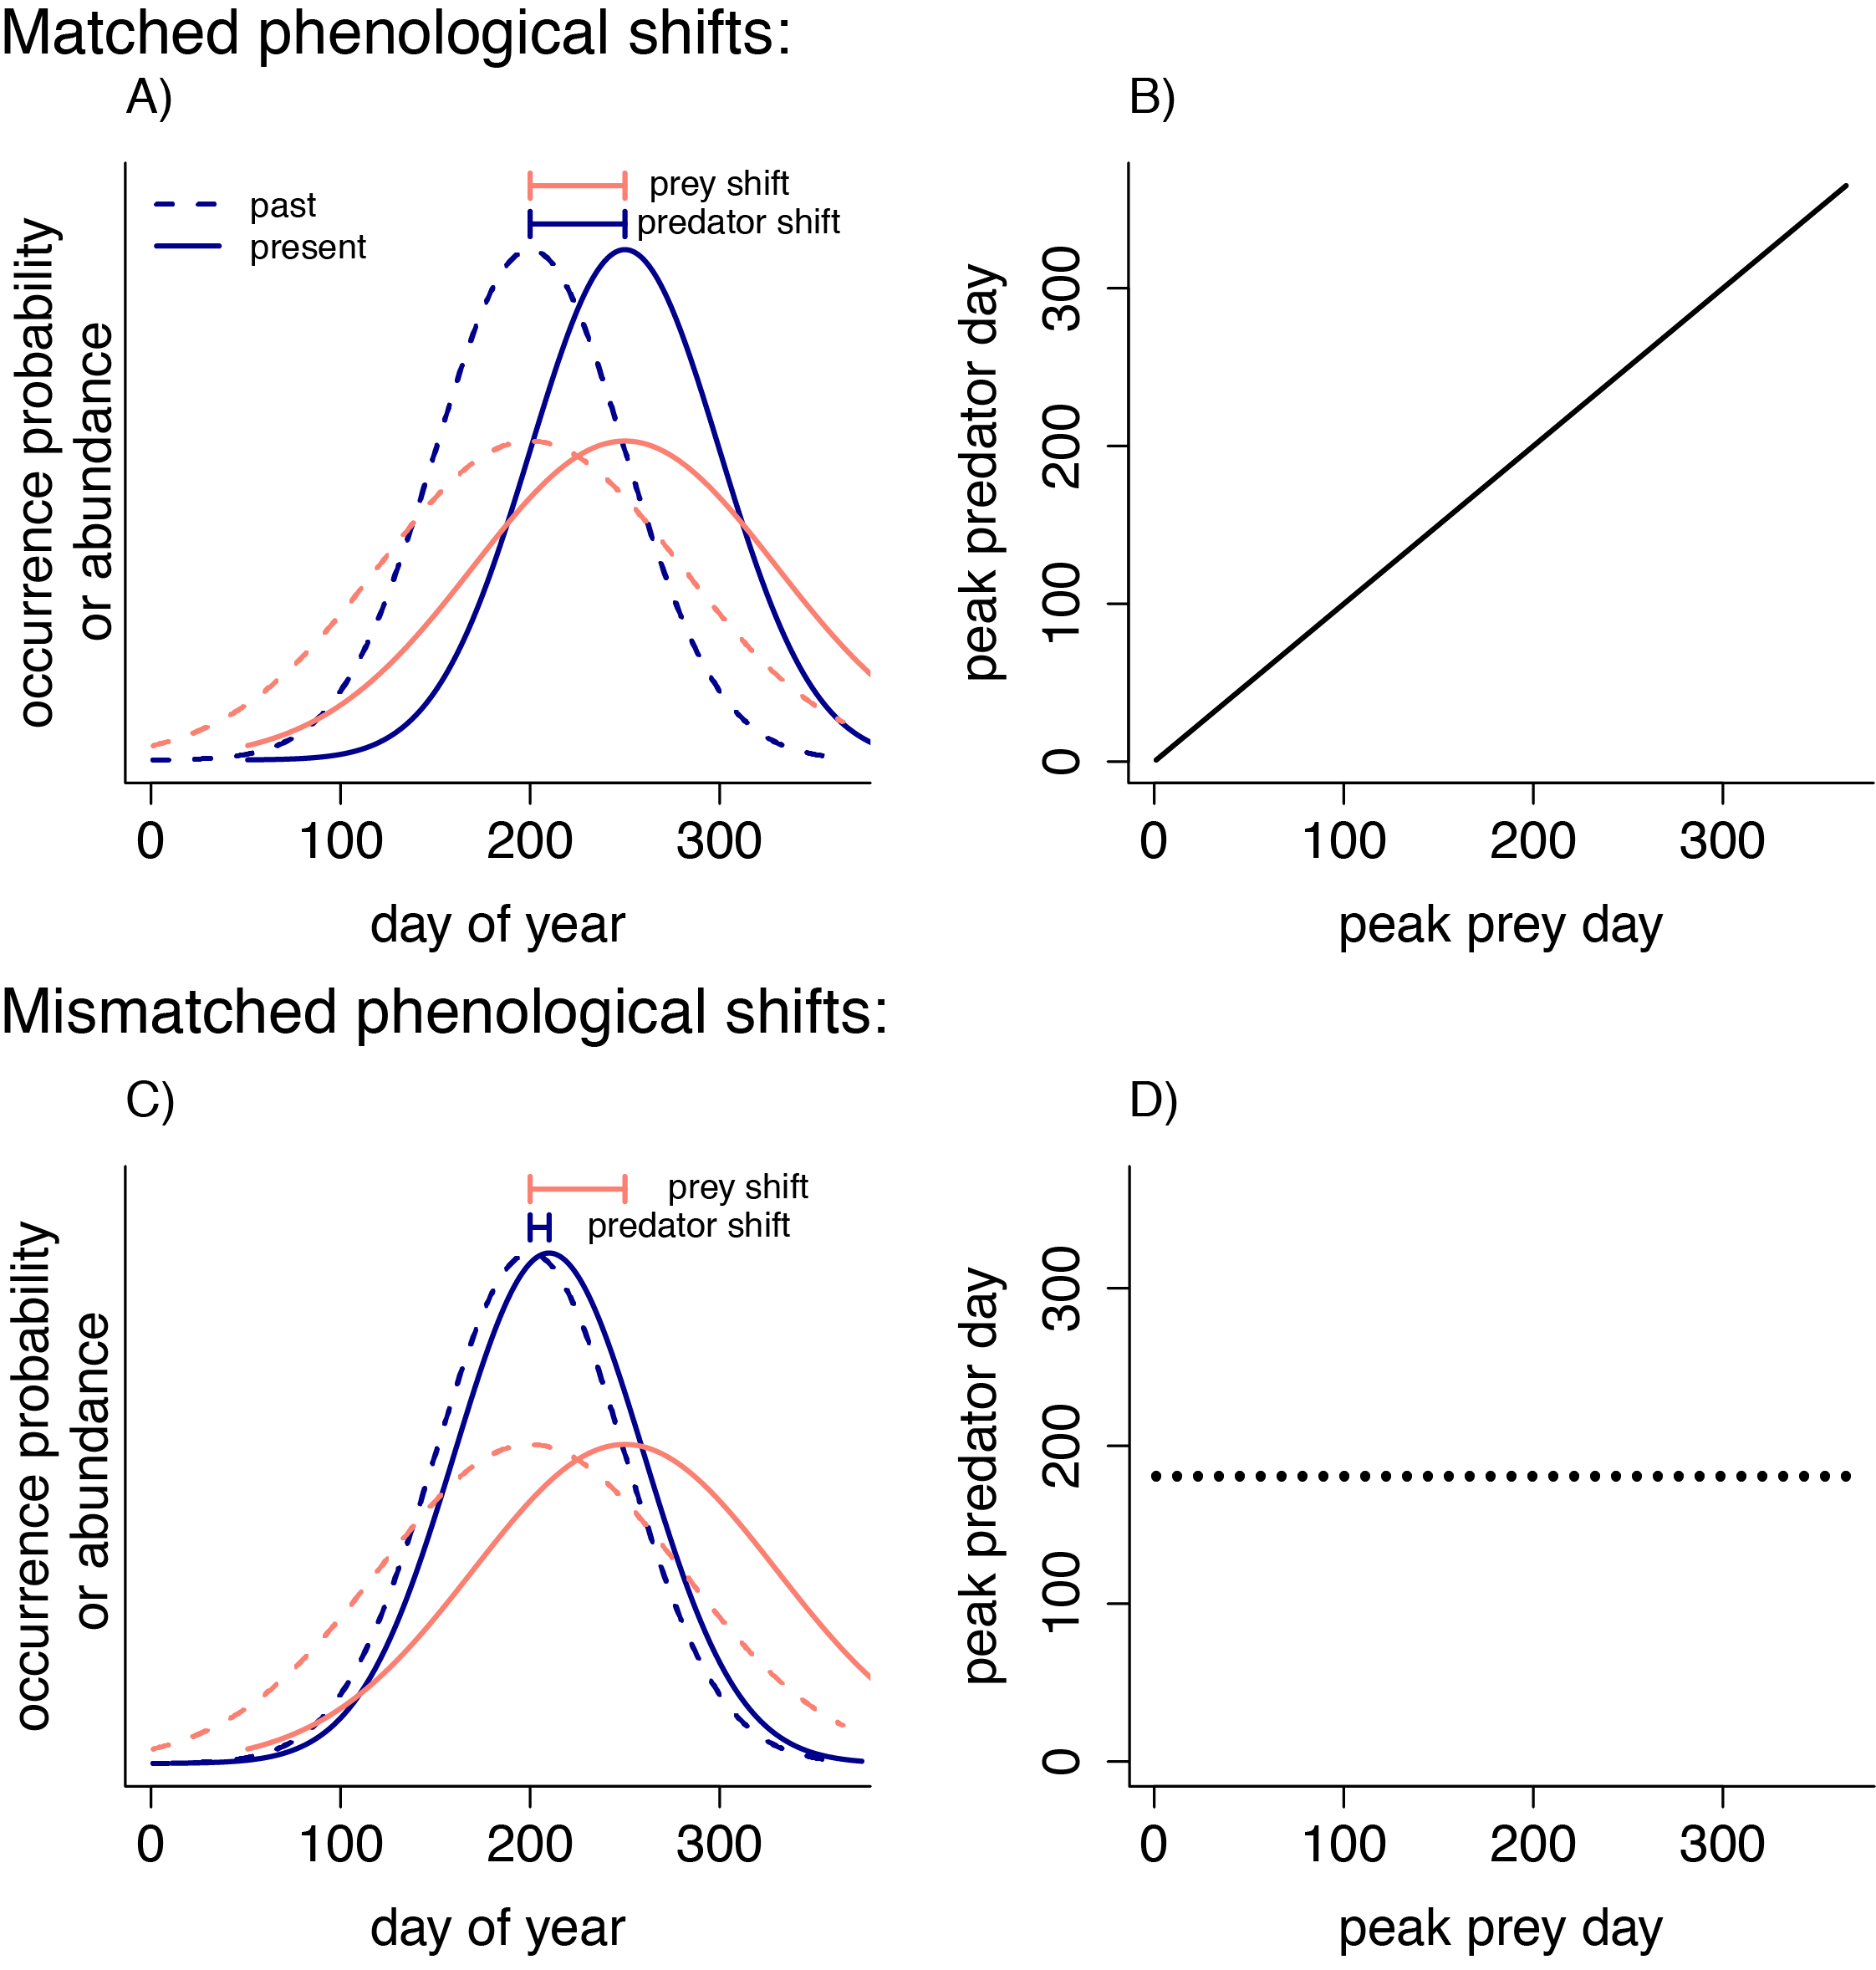 Matched phenological shifts:
A)
past
present
prey shift
predator shift
occurrence probability
or abundance
0 100 200 300
day of year
B)
peak predator day
0 100 200 300
0 100 200 300
peak prey day
Mismatched phenological shifts:
C)
prey shift
predator shift
occurrence probability
or abundance
0 100 200 300
day of year
D)
peak predator day
0 100 200 300
0 100 200 300
peak prey day